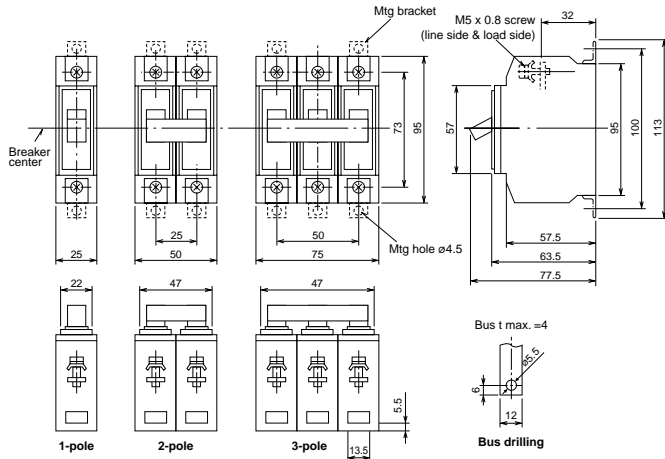 Mtg bracket
M5 x 0.8 screw
(line side & load side)
32
Breaker
center
73
95
57
95
100
113
25
50
Mtg hole ø4.5
25
50
75
57.5
63.5
77.5
22
47
47
Bus t max. =4
ø5.5
6
12
5.5
13.5
1-pole
2-pole
3-pole
Bus drilling